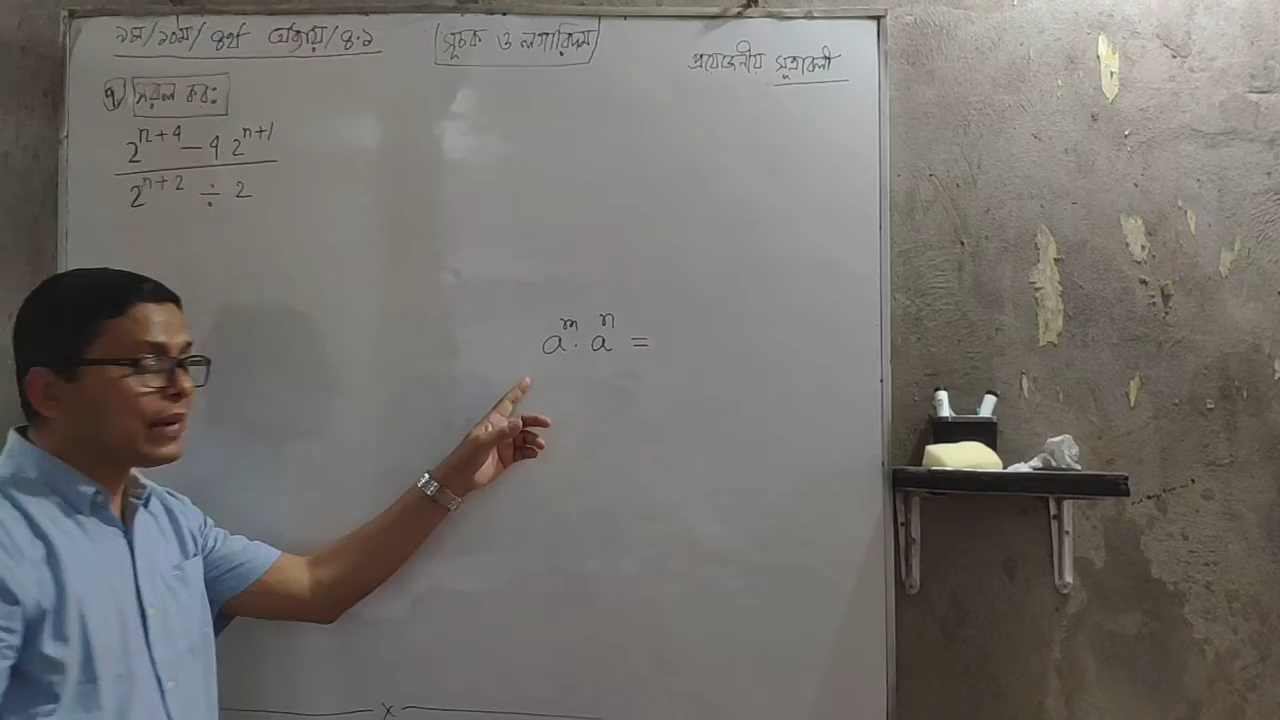 ৯ম/১০ম/৪র্থ অধ্যায়/৪.১
সূচক ও লগারিদম
প্রয়োজনীয় সূত্রাবলী
৭ সরল কর:
2^{n+4} - 4 2^{n+1}
2^{n+2} ÷ 2
a^m . a^n =
x